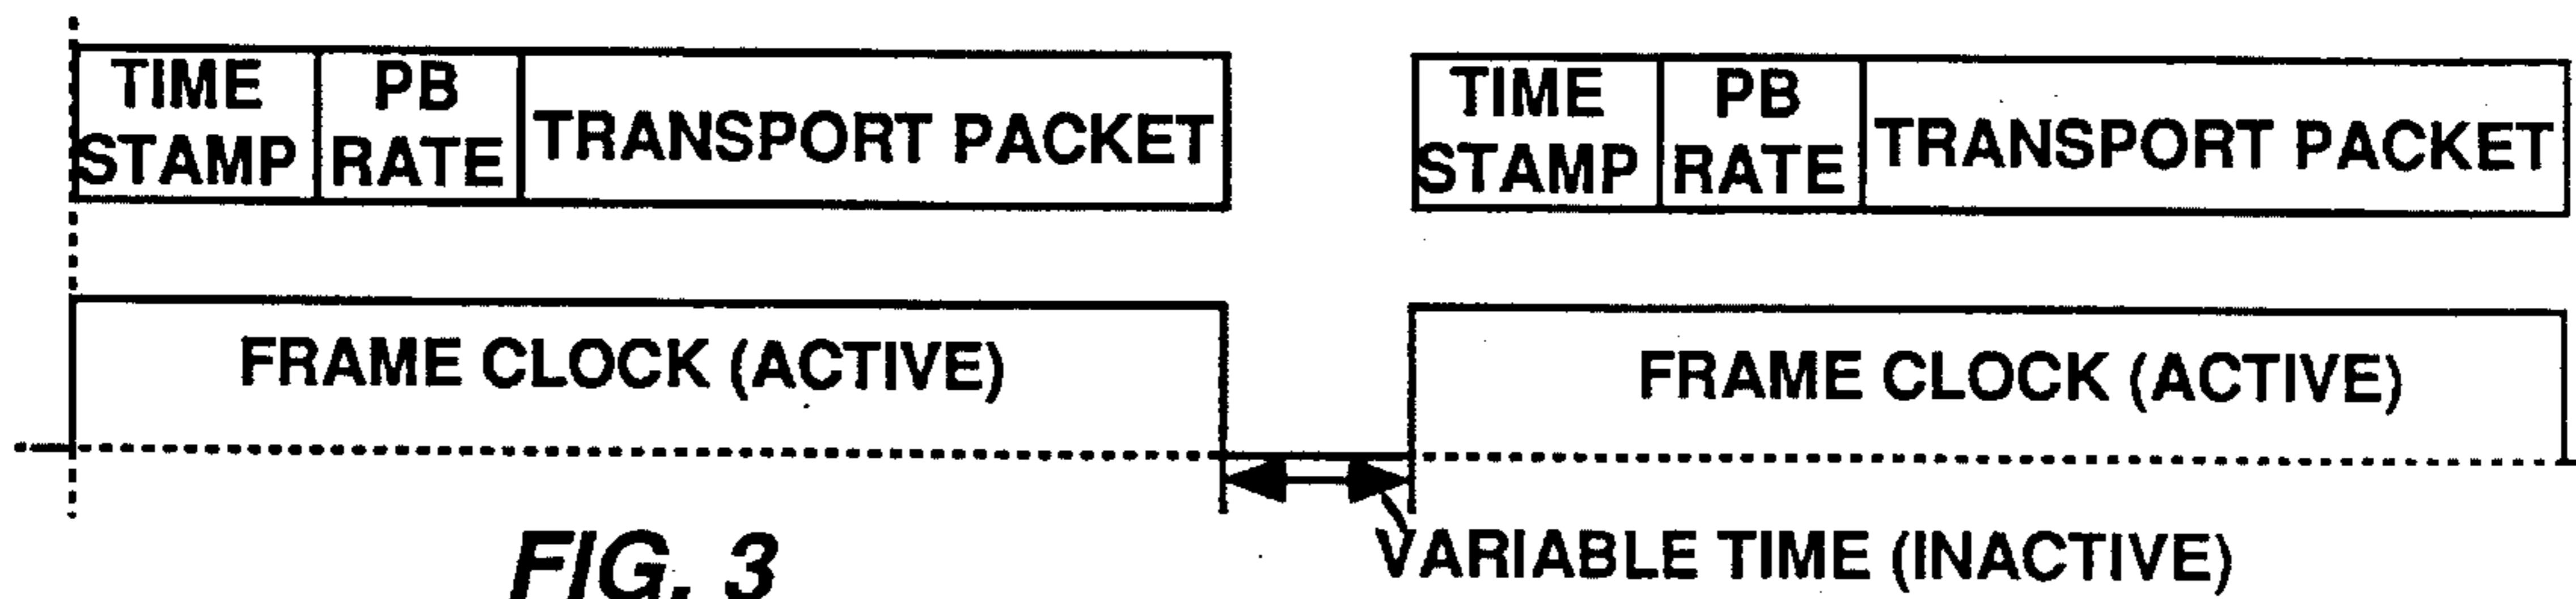 TIME STAMP
PB RATE
TRANSPORT PACKET
TIME STAMP
PB RATE
TRANSPORT PACKET
FRAME CLOCK (ACTIVE)
FRAME CLOCK (ACTIVE)
VARIABLE TIME (INACTIVE)
FIG. 3